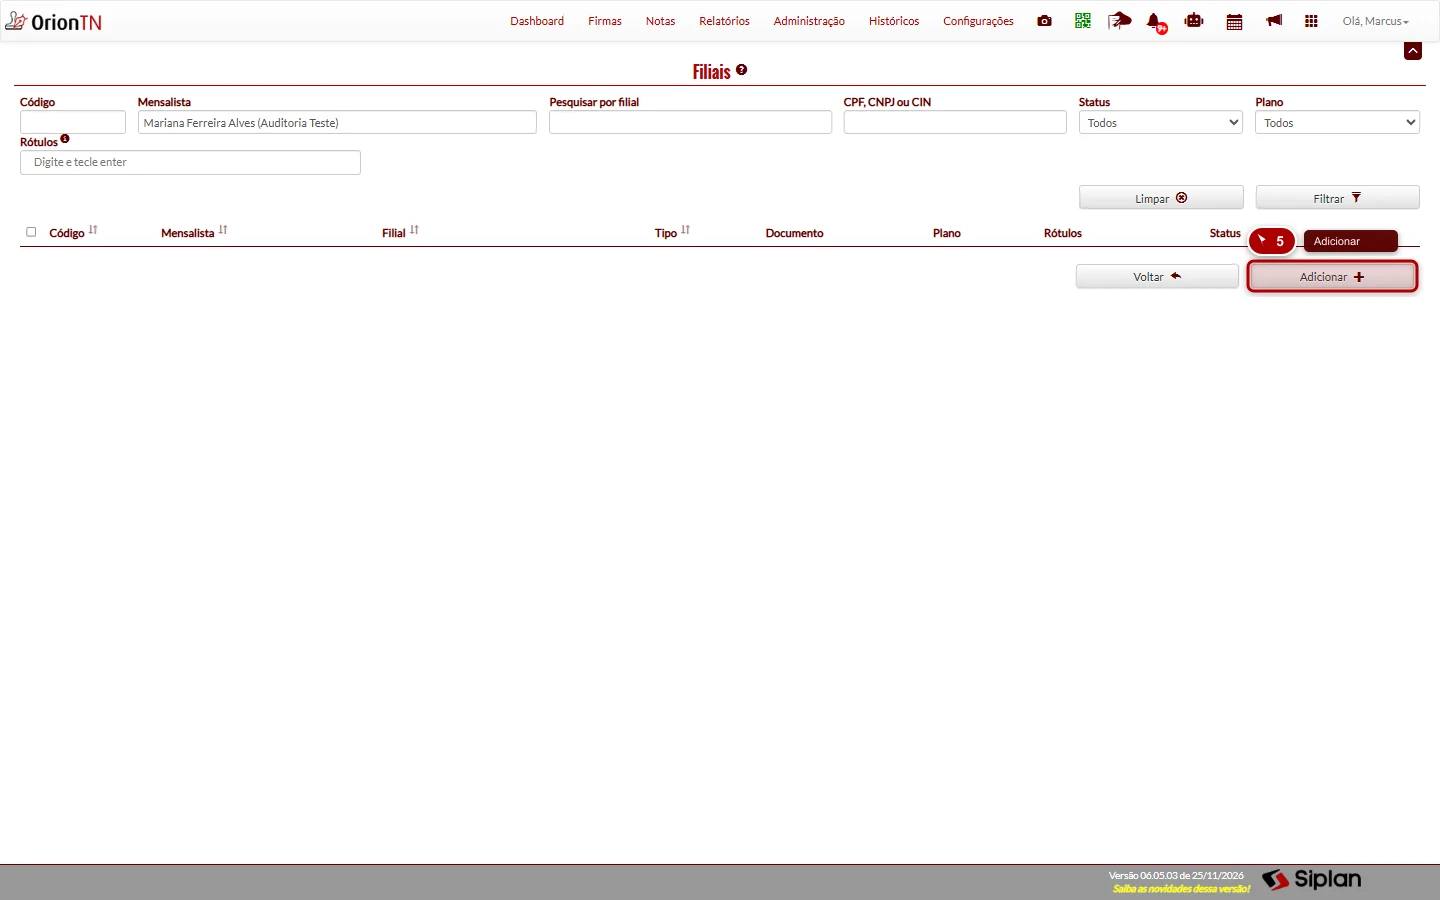 OrionTN
Dashboard Firmas Notas Relatórios Administração Históricos Configurações 9+ Olá, Marcus
Filiais
Código Mensalista Pesquisar por filial CPF, CNPJ ou CIN Status Plano
Mariana Ferreira Alves (Auditoria Teste) Todos Todos
Rótulos
Digite e tecle enter
Limpar Filtrar
Código Mensalista Filial Tipo Documento Plano Rótulos Status
5 Adicionar
Voltar Adicionar
Versão 06.05.03 de 25/11/2026
Saiba as novidades dessa versão!
Siplan